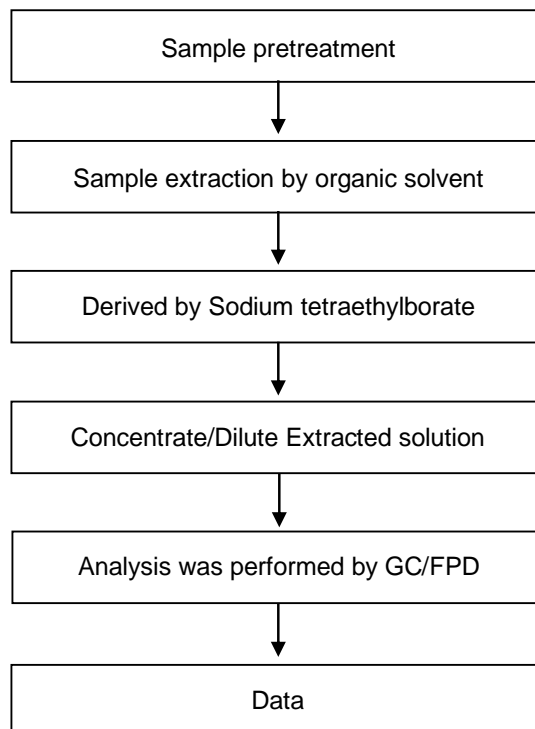 Sample pretreatment
Sample extraction by organic solvent
Derived by Sodium tetraethylborate
Concentrate/Dilute Extracted solution
Analysis was performed by GC/FPD
Data